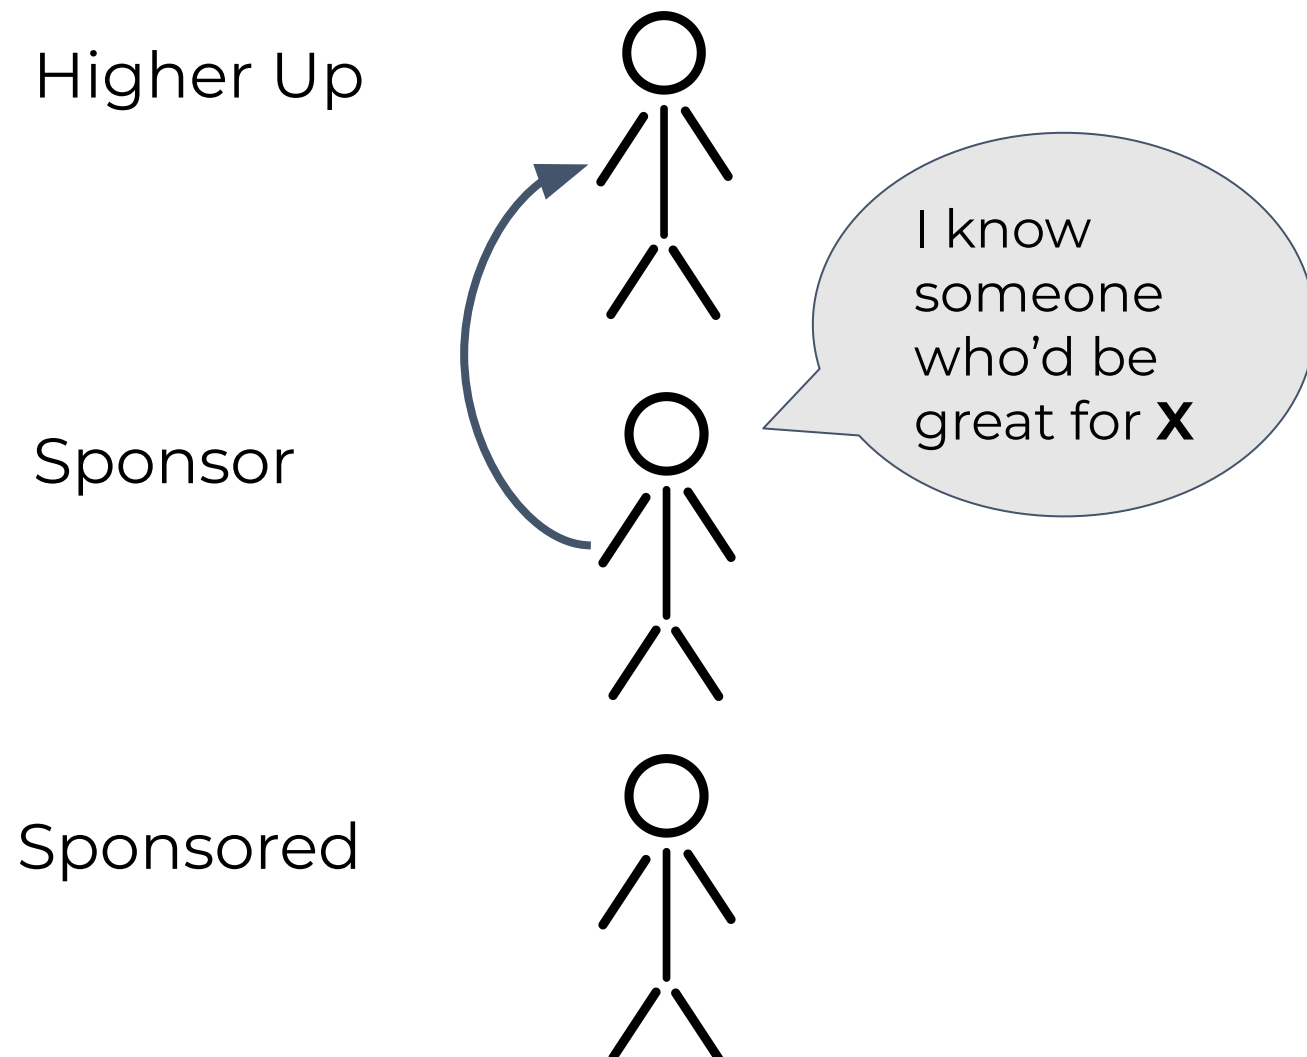 Higher Up
I know
someone
who’d be
great for X
Sponsor
Sponsored